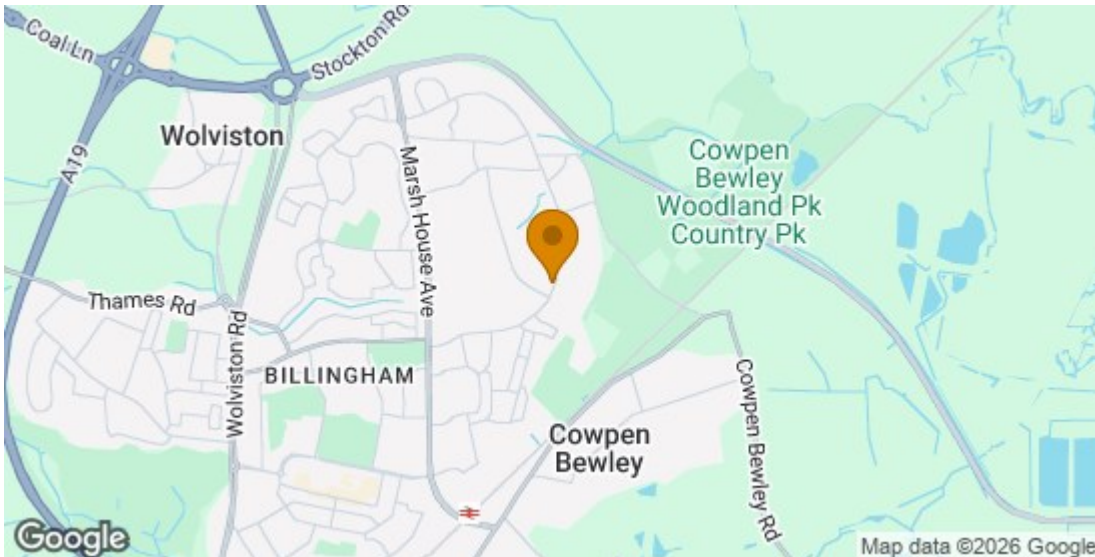 Coal Ln
Stockton Rd
Wolviston
A19
Marsh House Ave
Cowpen
Bewley
Woodland Pk
Country Pk
Thames Rd
Wolviston Rd
BILLINGHAM
Cowpen
Bewley
Cowpen Bewley Rd
Google
Map data ©2026 Google